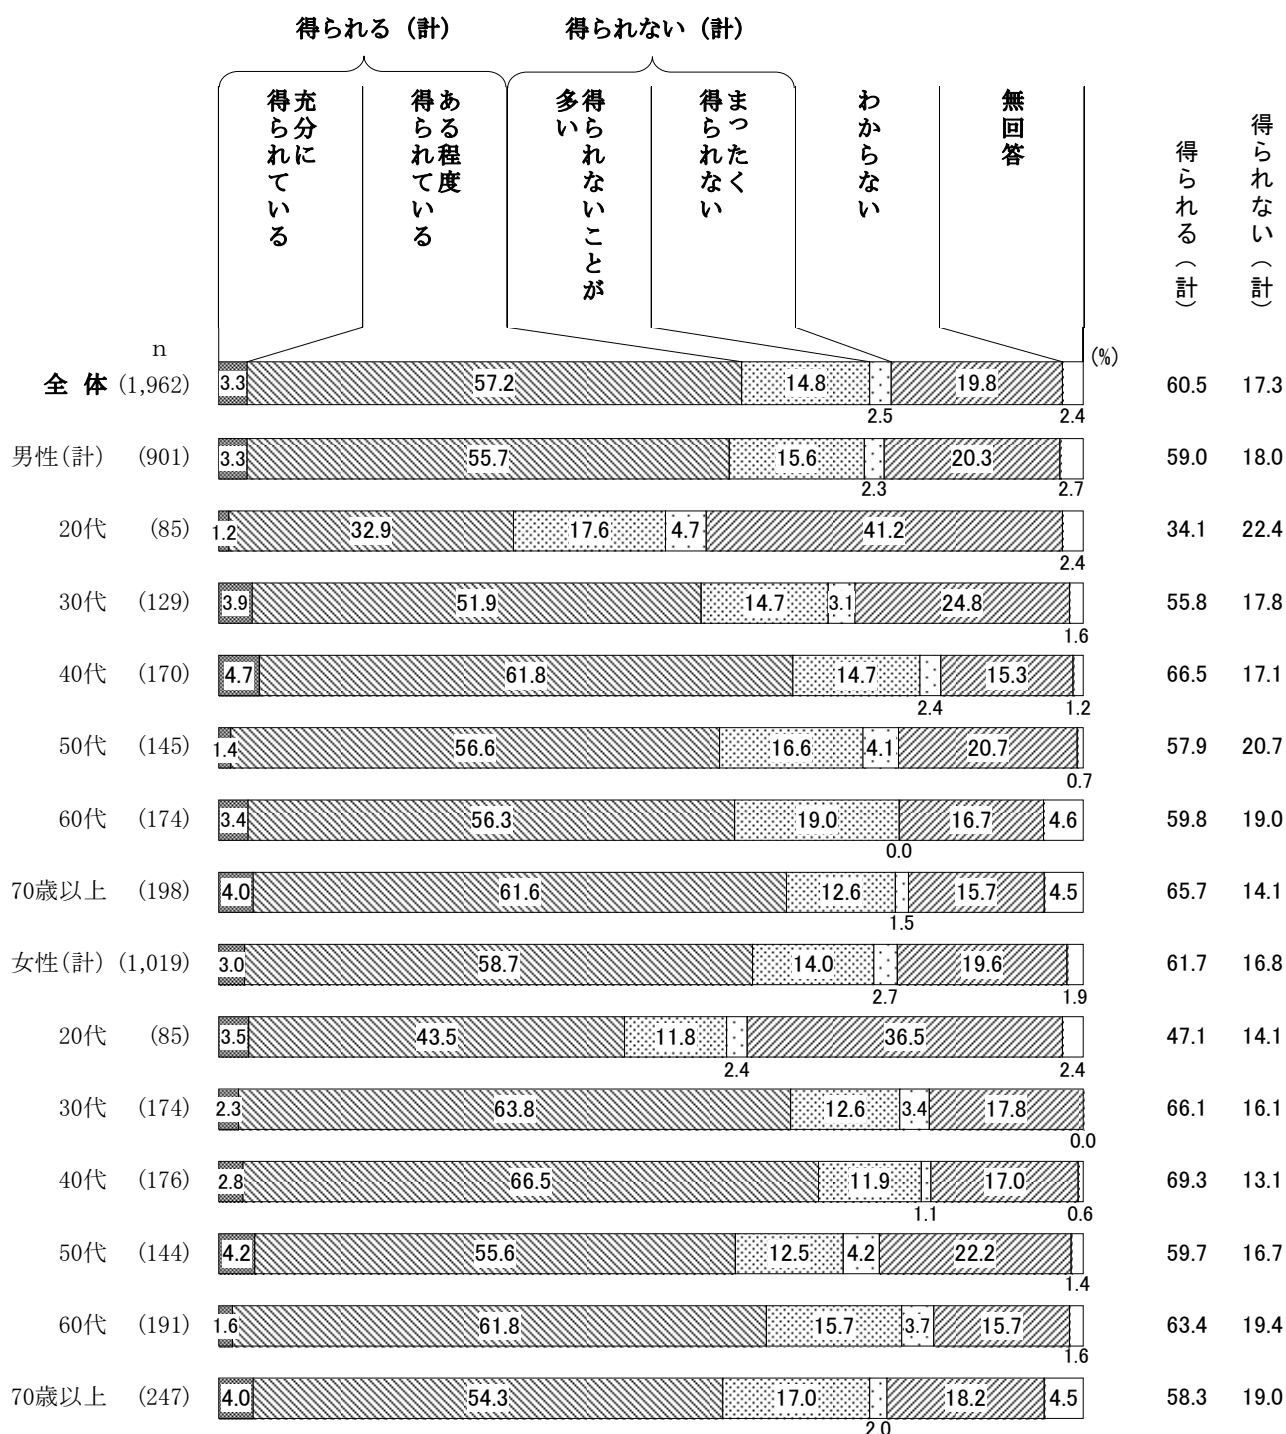 得られる（計）
得られない（計）
充分に
得られている
ある程度
得られている
得られないことが
多い
まったく
得られない
わからない
無回答
得られる（計）
得られない（計）
n
(%)
全 体 (1,962) 3.3 57.2 14.8 2.5 19.8 2.4 60.5 17.3
男性(計) (901) 3.3 55.7 15.6 2.3 20.3 2.7 59.0 18.0
20代 (85) 1.2 32.9 17.6 4.7 41.2 2.4 34.1 22.4
30代 (129) 3.9 51.9 14.7 3.1 24.8 1.6 55.8 17.8
40代 (170) 4.7 61.8 14.7 2.4 15.3 1.2 66.5 17.1
50代 (145) 1.4 56.6 16.6 4.1 20.7 0.7 57.9 20.7
60代 (174) 3.4 56.3 19.0 0.0 16.7 4.6 59.8 19.0
70歳以上 (198) 4.0 61.6 12.6 1.5 15.7 4.5 65.7 14.1
女性(計) (1,019) 3.0 58.7 14.0 2.7 19.6 1.9 61.7 16.8
20代 (85) 3.5 43.5 11.8 2.4 36.5 2.4 47.1 14.1
30代 (174) 2.3 63.8 12.6 3.4 17.8 0.0 66.1 16.1
40代 (176) 2.8 66.5 11.9 1.1 17.0 0.6 69.3 13.1
50代 (144) 4.2 55.6 12.5 4.2 22.2 1.4 59.7 16.7
60代 (191) 1.6 61.8 15.7 3.7 15.7 1.6 63.4 19.4
70歳以上 (247) 4.0 54.3 17.0 2.0 18.2 4.5 58.3 19.0